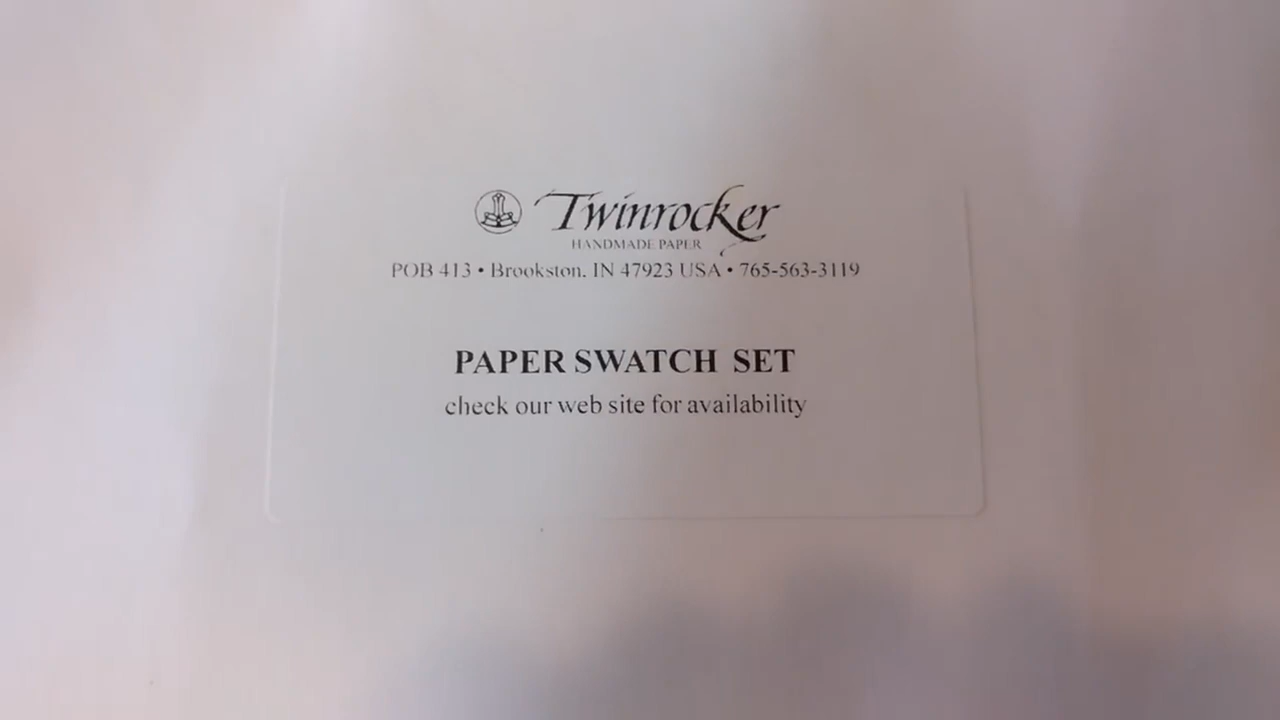 Twinrocker
HANDMADE PAPER
POB 413 • Brookston, IN 47923 USA • 765-563-3119
PAPER SWATCH SET
check our web site for availability